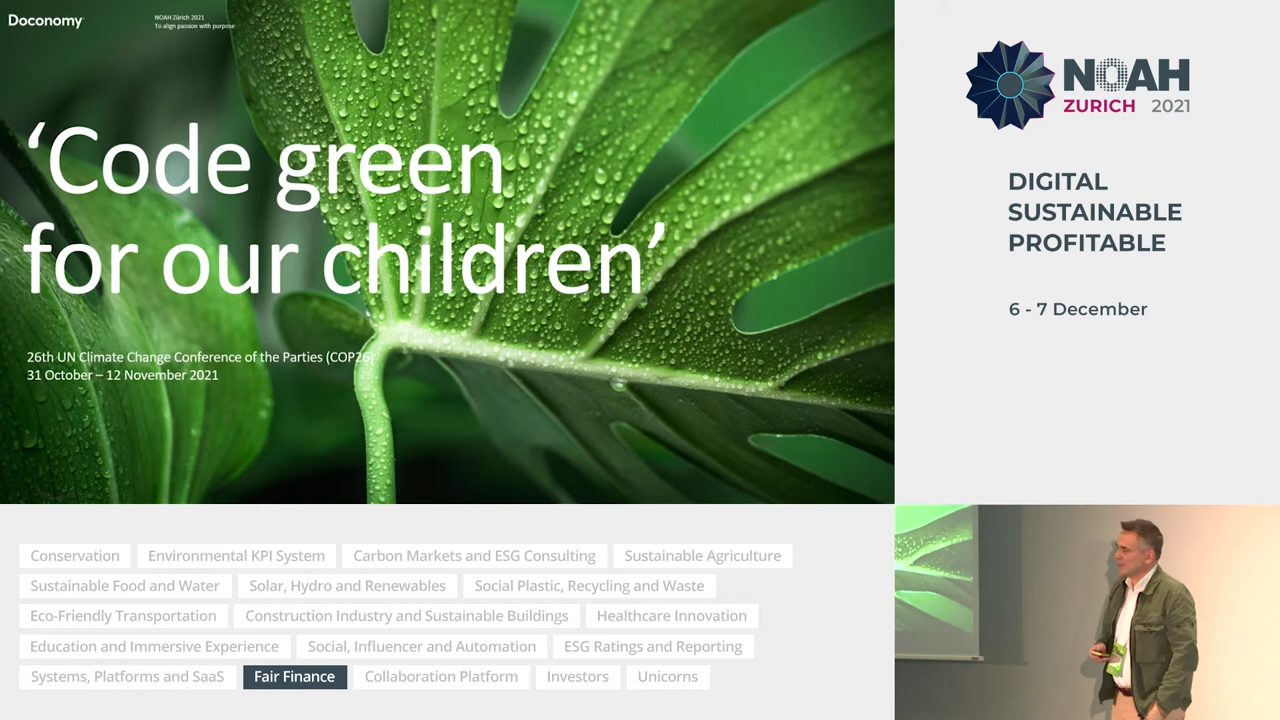 Doconomy
NOAH Zürich 2021
To align passion with purpose
‘Code green
for our children’
26th UN Climate Change Conference of the Parties (COP26)
31 October – 12 November 2021
NOAH
ZURICH 2021
DIGITAL
SUSTAINABLE
PROFITABLE
6 - 7 December
Conservation Environmental KPI System Carbon Markets and ESG Consulting Sustainable Agriculture
Sustainable Food and Water Solar, Hydro and Renewables Social Plastic, Recycling and Waste
Eco-Friendly Transportation Construction Industry and Sustainable Buildings Healthcare Innovation
Education and Immersive Experience Social, Influencer and Automation ESG Ratings and Reporting
Systems, Platforms and SaaS Fair Finance Collaboration Platform Investors Unicorns